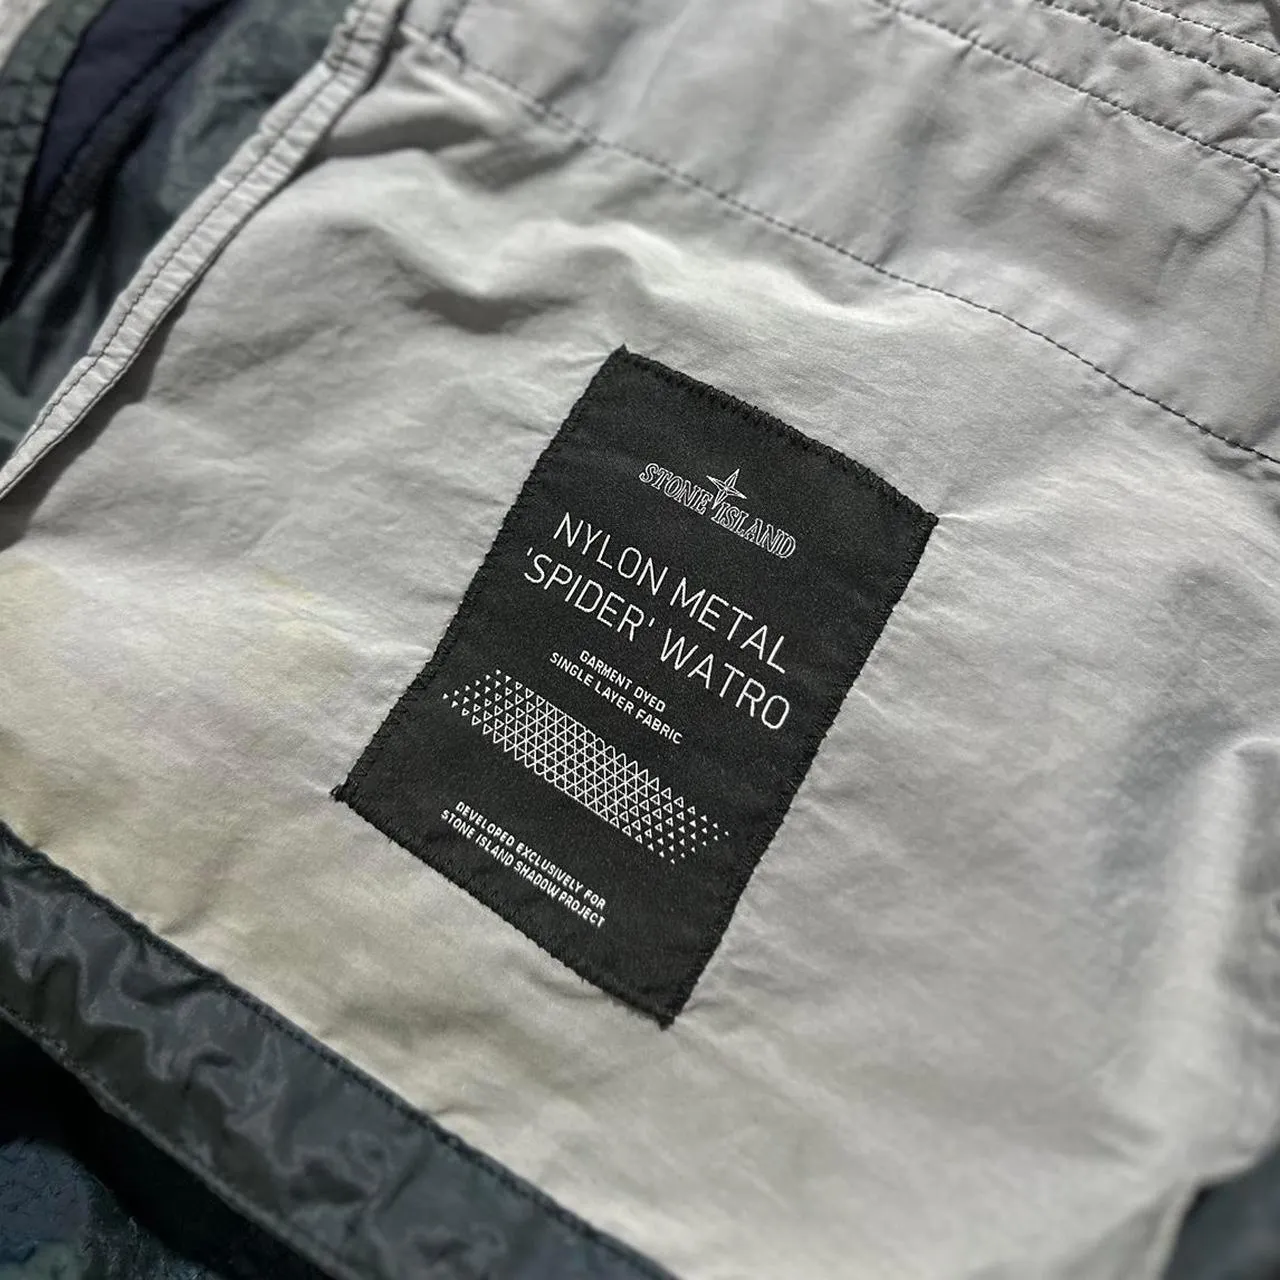 STONE ISLAND
NYLON METAL
'SPIDER' WATRO
GARMENT DYED
SINGLE LAYER FABRIC
DEVELOPED EXCLUSIVELY FOR
STONE ISLAND SHADOW PROJECT